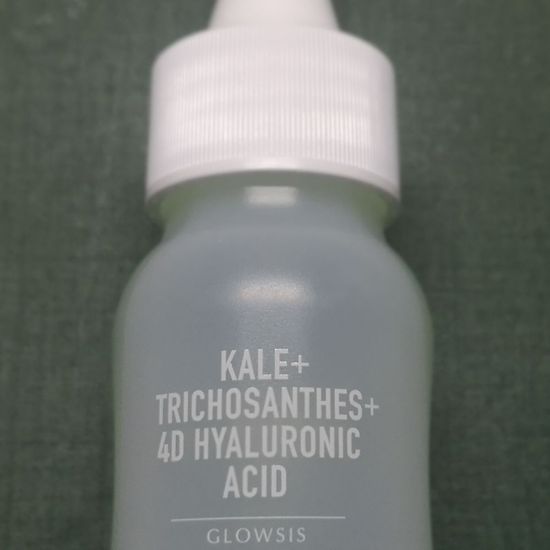 KALE+
TRICHOSANTHES+
4D HYALURONIC
ACID
GLOWSIS